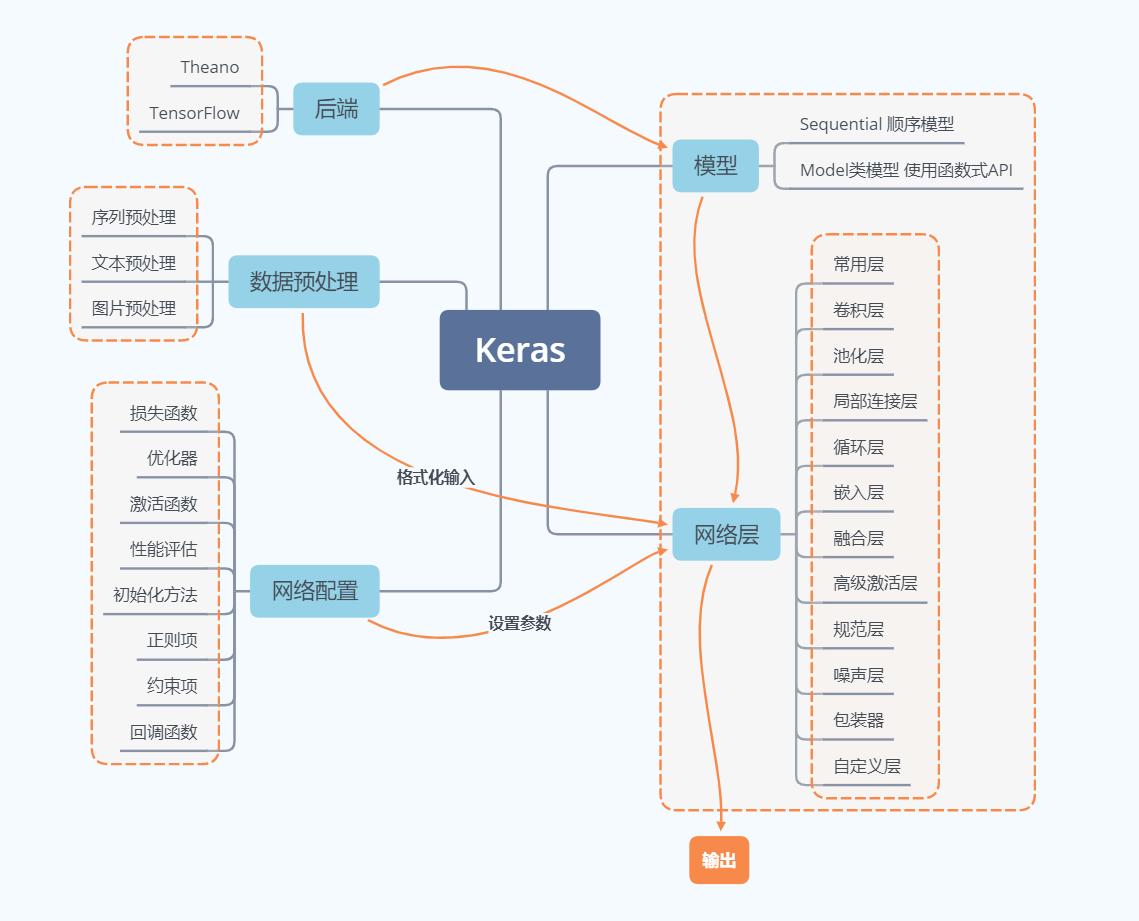 Keras
后端
Theano
TensorFlow
数据预处理
序列预处理
文本预处理
图片预处理
网络配置
损失函数
优化器
激活函数
性能评估
初始化方法
正则项
约束项
回调函数
格式化输入
设置参数
模型
Sequential 顺序模型
Model类模型 使用函数式API
网络层
常用层
卷积层
池化层
局部连接层
循环层
嵌入层
融合层
高级激活层
规范层
噪声层
包装器
自定义层
输出